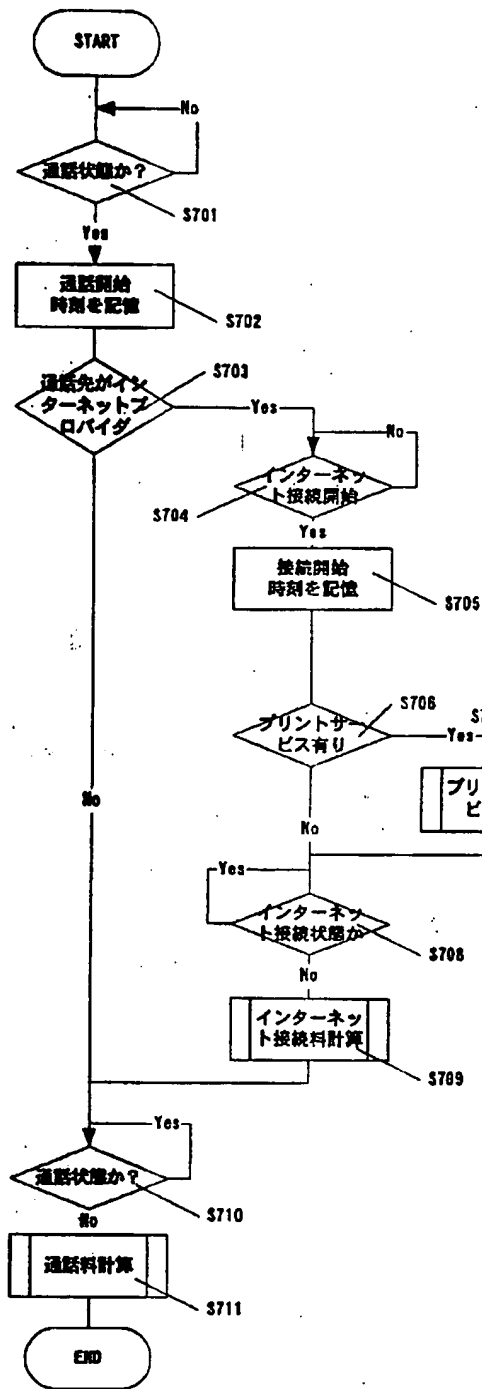 START
No
通話状態か？
S701
Yes
通話開始
時刻を記憶
S702
通話先がイン
ターネットプ
ロバイダ
S703
Yes
No
インターネッ
ト接続開始
S704
Yes
接続開始
時刻を記憶
S705
プリントサー
ビス有り
S706
Yes
プリ
ビ
No
No
Yes
インターネッ
ト接続状態か
S708
No
インターネッ
ト接続料計算
S709
Yes
通話状態か？
S710
No
通話料計算
S711
END